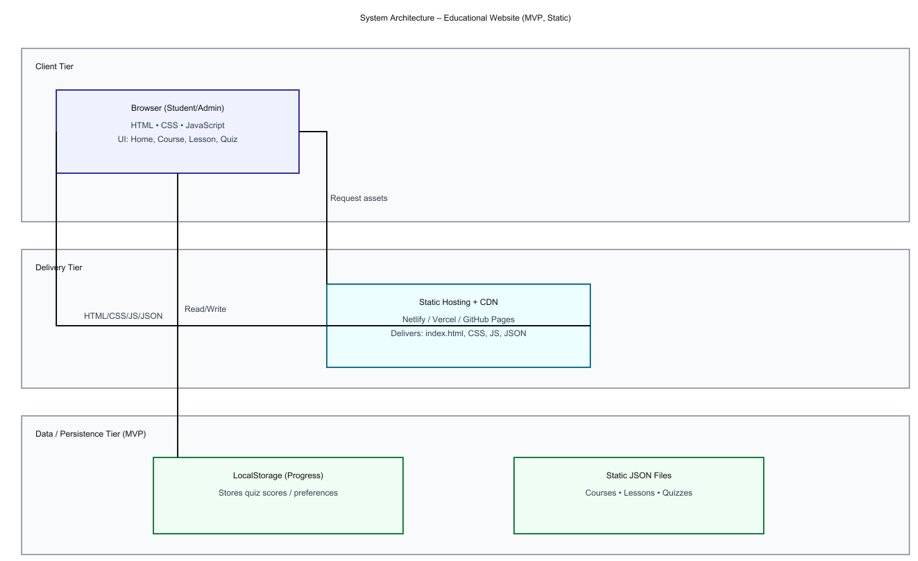 System Architecture – Educational Website (MVP, Static)
Client Tier
Browser (Student/Admin)
HTML • CSS • JavaScript
UI: Home, Course, Lesson, Quiz
Request assets
Delivery Tier
Static Hosting + CDN
Netlify / Vercel / GitHub Pages
Delivers: index.html, CSS, JS, JSON
HTML/CSS/JS/JSON
Read/Write
Data / Persistence Tier (MVP)
LocalStorage (Progress)
Stores quiz scores / preferences
Static JSON Files
Courses • Lessons • Quizzes